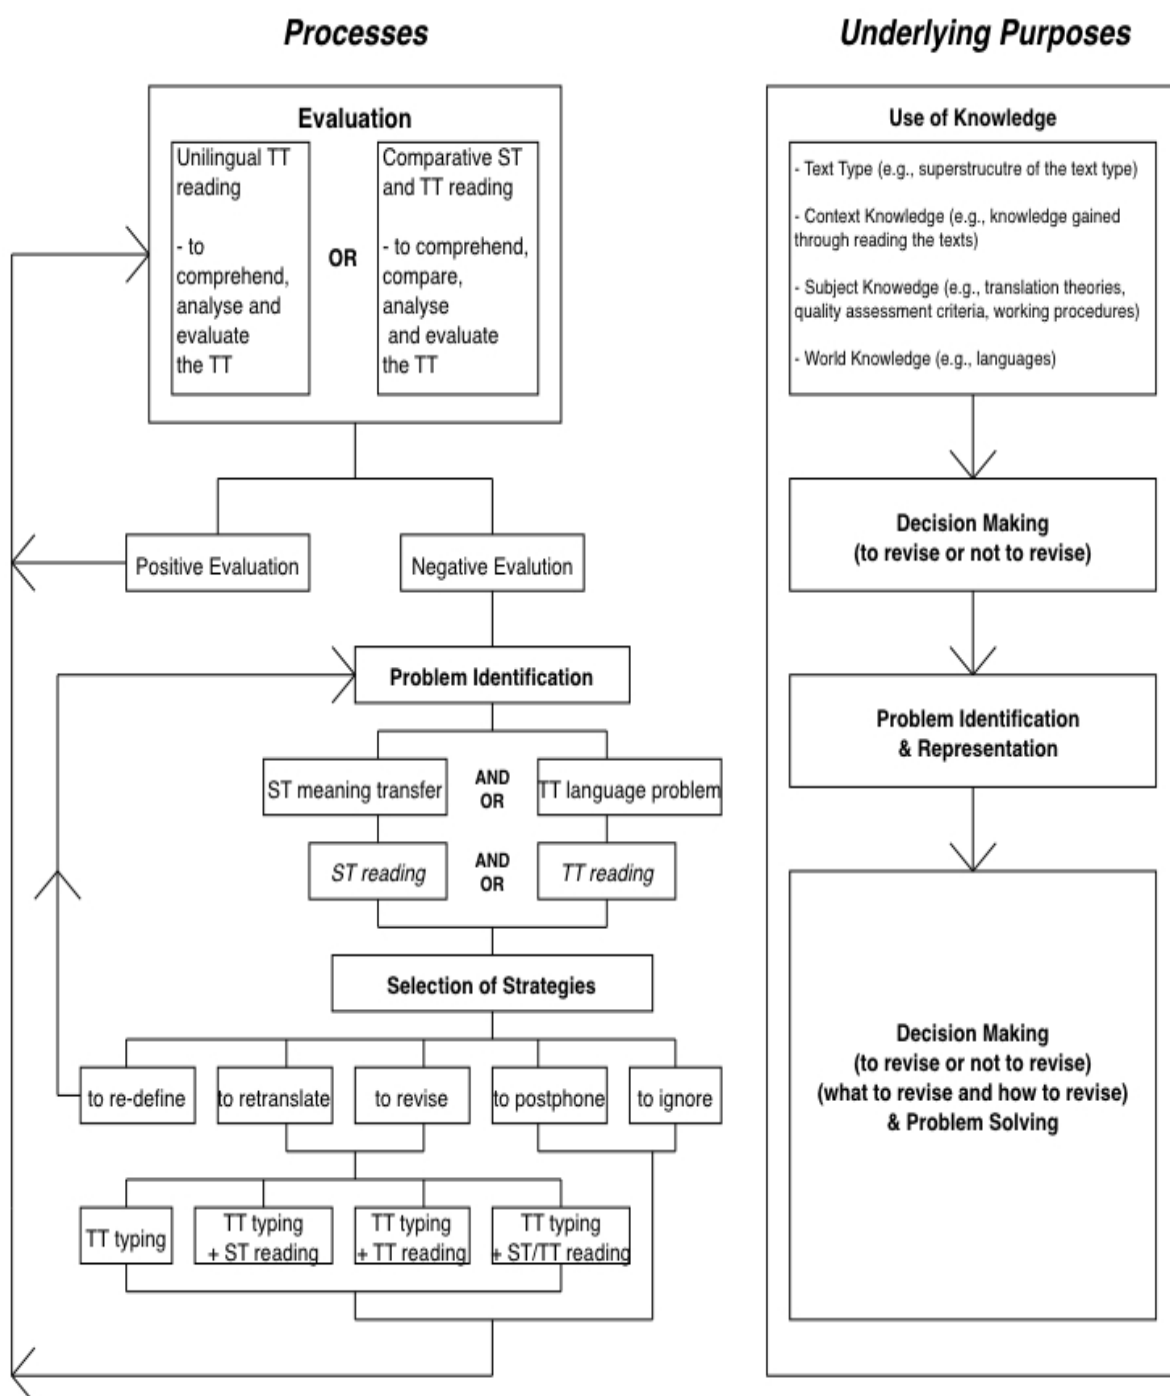 Processes
Underlying Purposes
Evaluation
Unilingual TT
reading
- to
comprehend,
analyse and
evaluate
the TT
OR
Comparative ST
and TT reading
- to comprehend,
compare,
analyse
and evaluate
the TT
Positive Evaluation
Negative Evalution
Problem Identification
ST meaning transfer
AND
OR
TT language problem
ST reading
AND
OR
TT reading
Selection of Strategies
to re-define
to retranslate
to revise
to postphone
to ignore
TT typing
TT typing
+ ST reading
TT typing
+ TT reading
TT typing
+ ST/TT reading
Use of Knowledge
- Text Type (e.g., superstrucutre of the text type)
- Context Knowledge (e.g., knowledge gained
through reading the texts)
- Subject Knowedge (e.g., translation theories,
quality assessment criteria, working procedures)
- World Knowledge (e.g., languages)
Decision Making
(to revise or not to revise)
Problem Identification
& Representation
Decision Making
(to revise or not to revise)
(what to revise and how to revise)
& Problem Solving